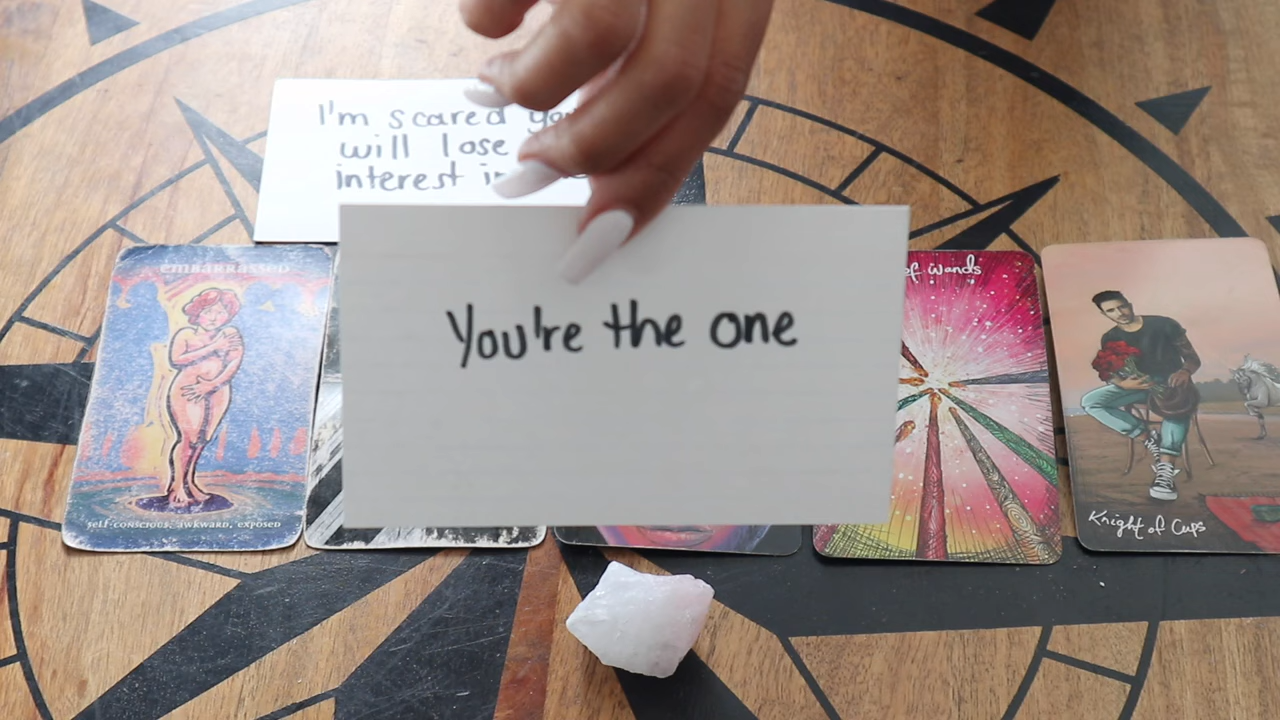 I'm scared
will lose
interest
You're the one
embarrassed
self-conscious, awkward, exposed
of wands
Knight of Cups